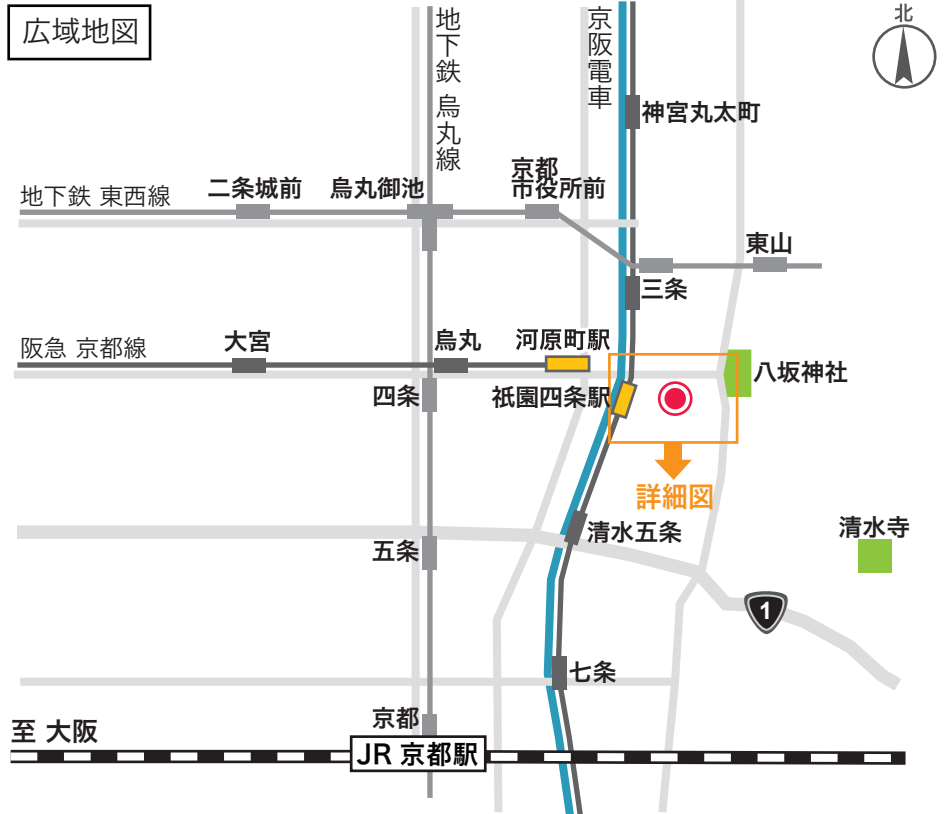 広域地図
北
地下鉄 烏丸線
京阪電車
神宮丸太町
京都
市役所前
地下鉄 東西線
二条城前
烏丸御池
東山
三条
阪急 京都線
大宮
烏丸
河原町駅
八坂神社
四条
祇園四条駅
詳細図
清水寺
清水五条
五条
1
七条
京都
至 大阪
JR 京都駅